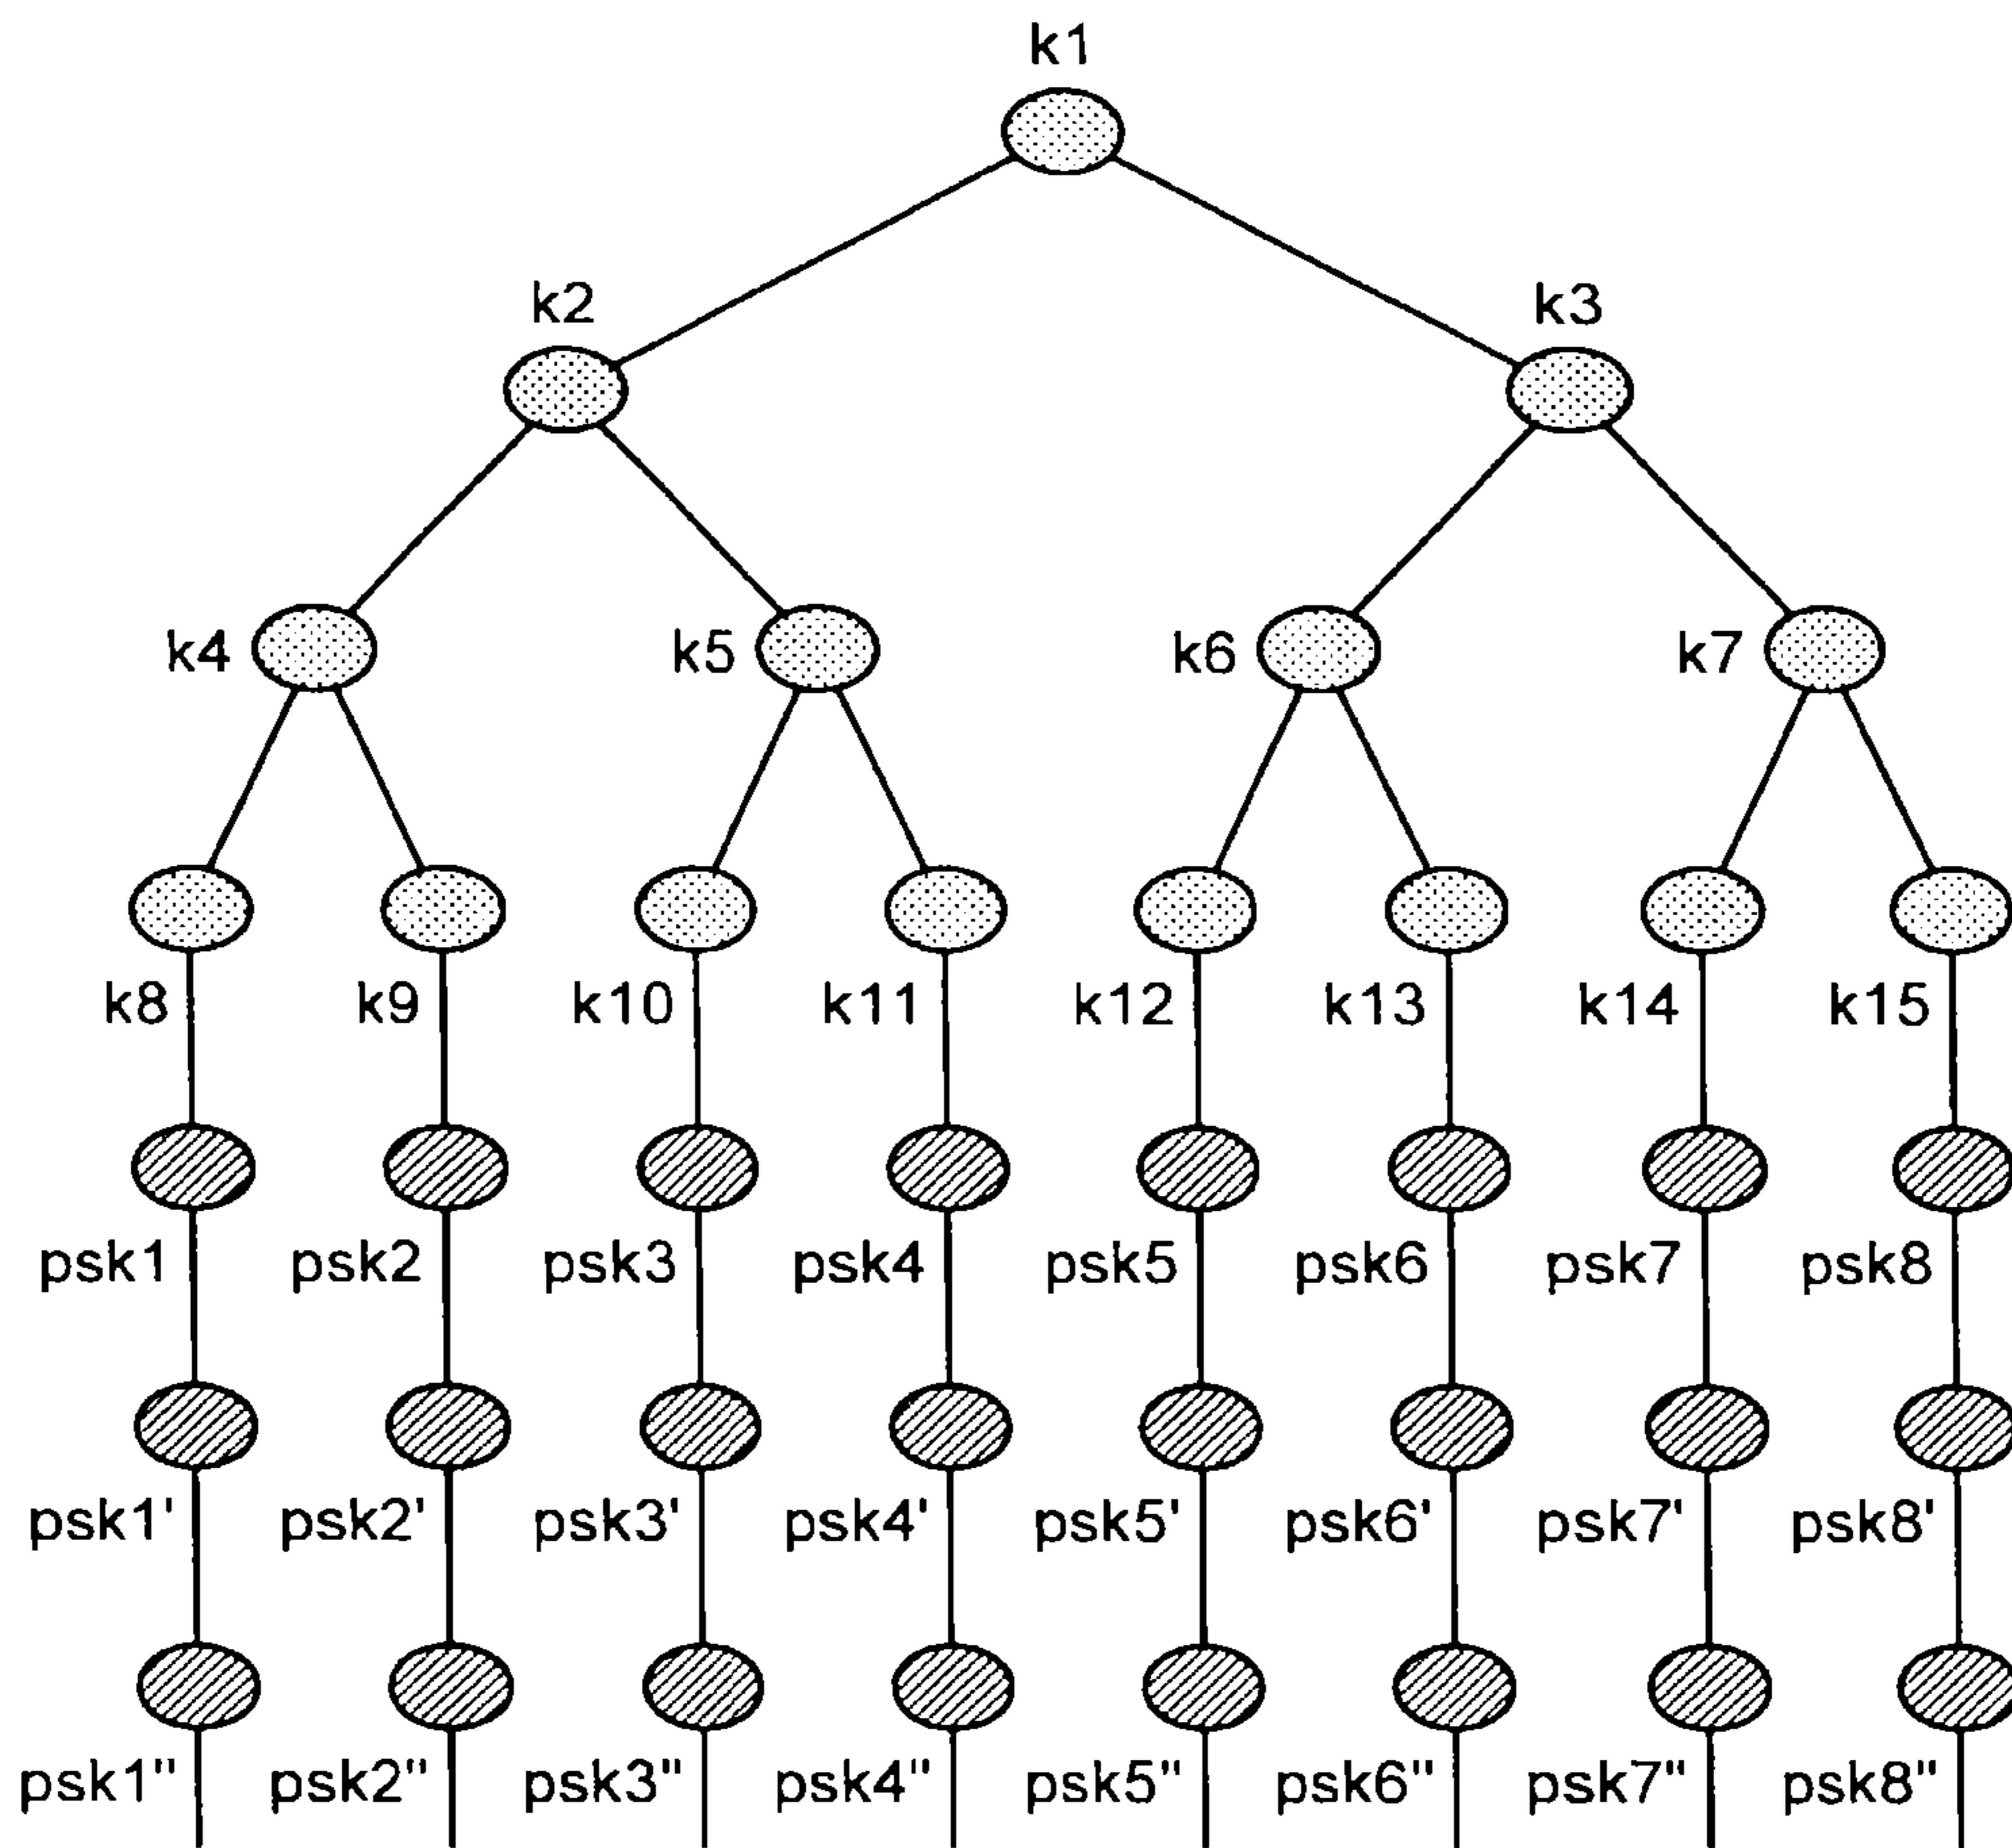 k1
k2 k3
k4 k5 k6 k7
k8 k9 k10 k11 k12 k13 k14 k15
psk1 psk2 psk3 psk4 psk5 psk6 psk7 psk8
psk1' psk2' psk3' psk4' psk5' psk6' psk7' psk8'
psk1" psk2" psk3" psk4" psk5" psk6" psk7" psk8"